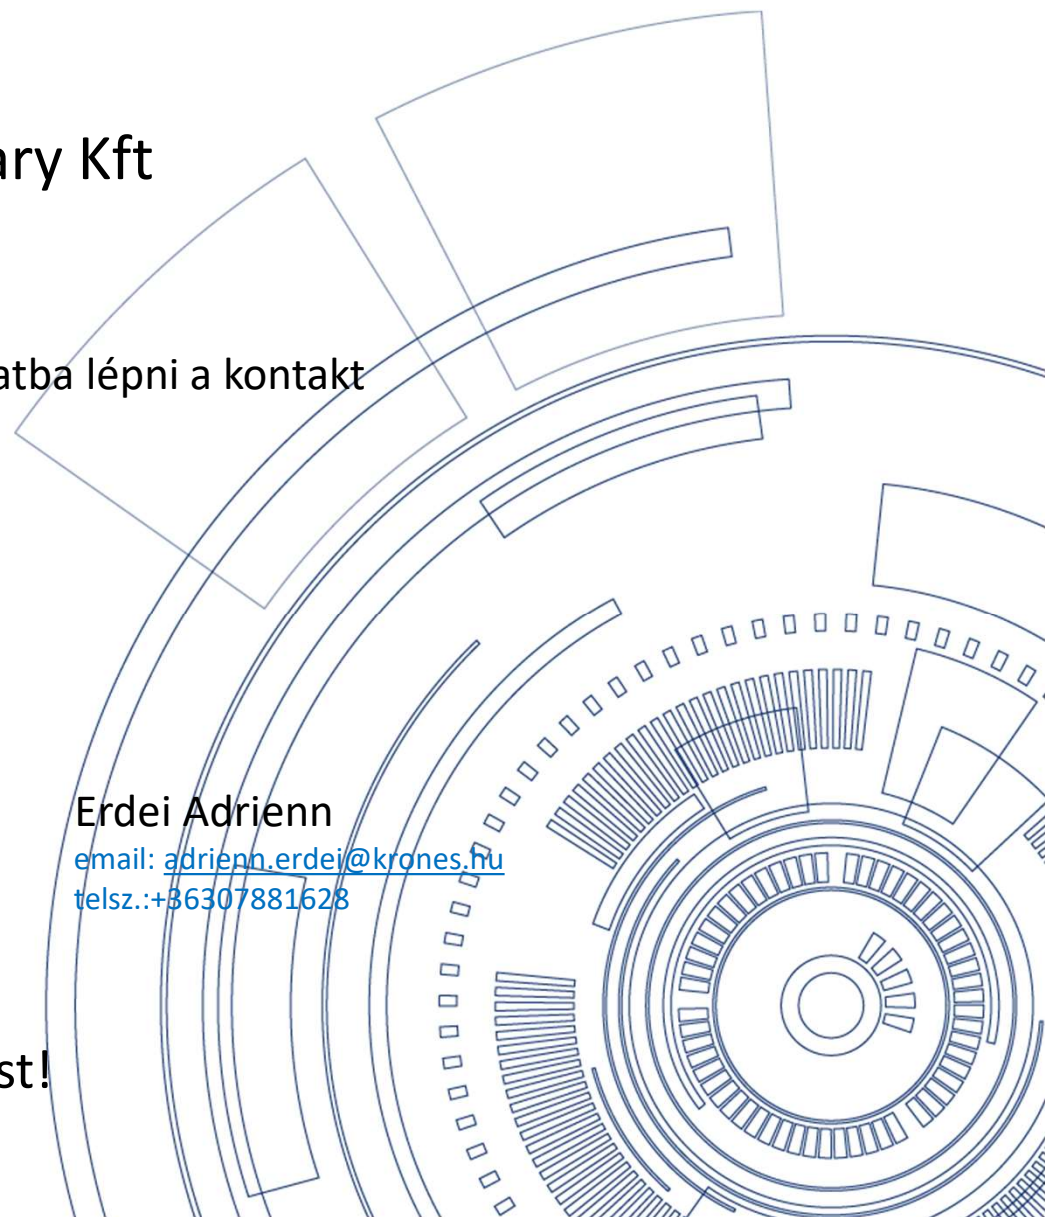 ary Kft
atba lépni a kontakt
Erdei Adrienn
email: adrienn.erdei@krones.hu
telsz.:+36307881628
st!